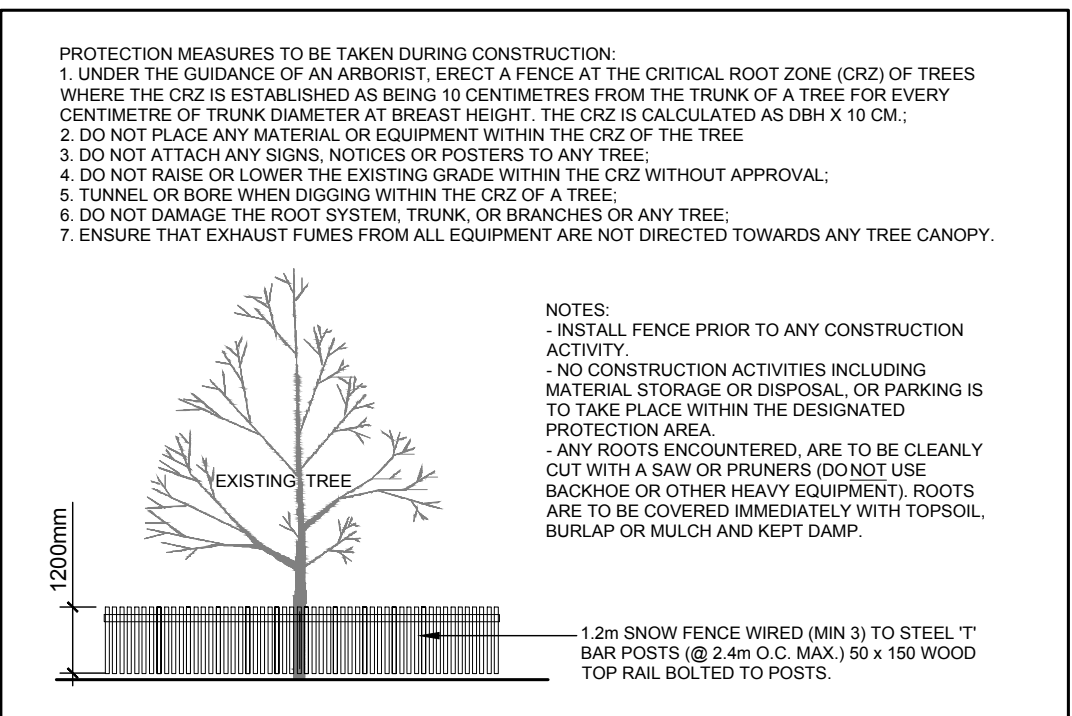 PROTECTION MEASURES TO BE TAKEN DURING CONSTRUCTION:
1. UNDER THE GUIDANCE OF AN ARBORIST, ERECT A FENCE AT THE CRITICAL ROOT ZONE (CRZ) OF TREES
WHERE THE CRZ IS ESTABLISHED AS BEING 10 CENTIMETRES FROM THE TRUNK OF A TREE FOR EVERY
CENTIMETRE OF TRUNK DIAMETER AT BREAST HEIGHT. THE CRZ IS CALCULATED AS DBH X 10 CM.;
2. DO NOT PLACE ANY MATERIAL OR EQUIPMENT WITHIN THE CRZ OF THE TREE
3. DO NOT ATTACH ANY SIGNS, NOTICES OR POSTERS TO ANY TREE;
4. DO NOT RAISE OR LOWER THE EXISTING GRADE WITHIN THE CRZ WITHOUT APPROVAL;
5. TUNNEL OR BORE WHEN DIGGING WITHIN THE CRZ OF A TREE;
6. DO NOT DAMAGE THE ROOT SYSTEM, TRUNK, OR BRANCHES OR ANY TREE;
7. ENSURE THAT EXHAUST FUMES FROM ALL EQUIPMENT ARE NOT DIRECTED TOWARDS ANY TREE CANOPY.
NOTES:
- INSTALL FENCE PRIOR TO ANY CONSTRUCTION
ACTIVITY.
- NO CONSTRUCTION ACTIVITIES INCLUDING
MATERIAL STORAGE OR DISPOSAL, OR PARKING IS
TO TAKE PLACE WITHIN THE DESIGNATED
PROTECTION AREA.
- ANY ROOTS ENCOUNTERED, ARE TO BE CLEANLY
CUT WITH A SAW OR PRUNERS (DO NOT USE
BACKHOE OR OTHER HEAVY EQUIPMENT). ROOTS
ARE TO BE COVERED IMMEDIATELY WITH TOPSOIL,
BURLAP OR MULCH AND KEPT DAMP.
EXISTING TREE
1200mm
1.2m SNOW FENCE WIRED (MIN 3) TO STEEL 'T'
BAR POSTS (@ 2.4m O.C. MAX.) 50 x 150 WOOD
TOP RAIL BOLTED TO POSTS.